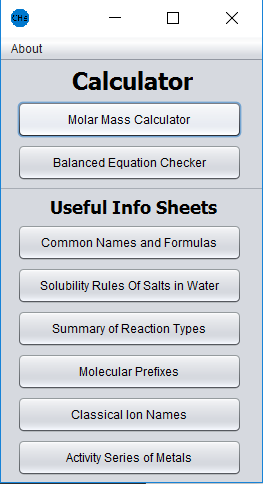 About
Calculator
Molar Mass Calculator
Balanced Equation Checker
Useful Info Sheets
Common Names and Formulas
Solubility Rules Of Salts in Water
Summary of Reaction Types
Molecular Prefixes
Classical Ion Names
Activity Series of Metals